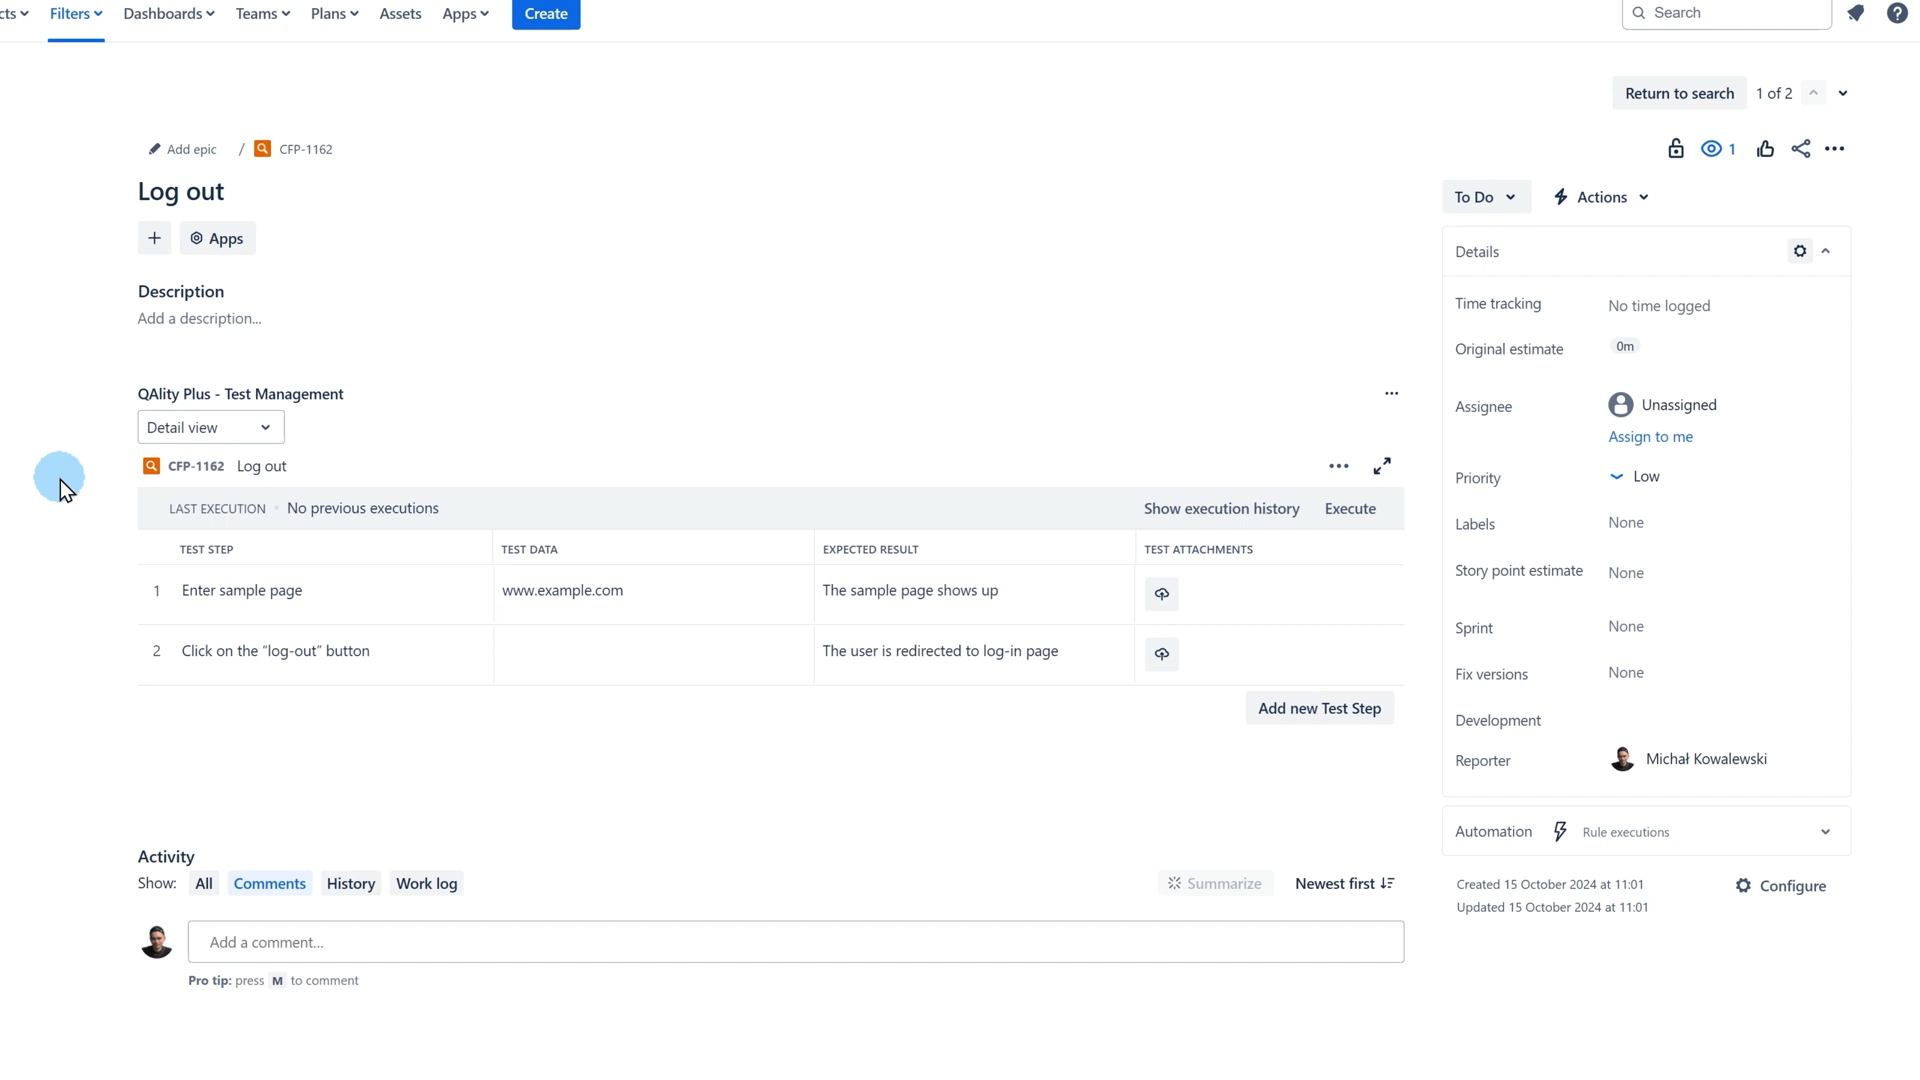 cts Filters Dashboards Teams Plans Assets Apps Create Search
Return to search 1 of 2
Add epic / CFP-1162 1
Log out
To Do Actions
+ Apps
Details
Description
Add a description...
Time tracking No time logged
Original estimate 0m
QAlity Plus - Test Management
Assignee Unassigned
Assign to me
Detail view
CFP-1162 Log out
Priority Low
LAST EXECUTION No previous executions Show execution history Execute
Labels None
TEST STEP TEST DATA EXPECTED RESULT TEST ATTACHMENTS
Story point estimate None
1 Enter sample page www.example.com The sample page shows up
Sprint None
2 Click on the "log-out" button The user is redirected to log-in page
Fix versions None
Add new Test Step
Development
Reporter Michał Kowalewski
Automation Rule executions
Activity
Show: All Comments History Work log Summarize Newest first
Created 15 October 2024 at 11:01 Configure
Updated 15 October 2024 at 11:01
Add a comment...
Pro tip: press M to comment